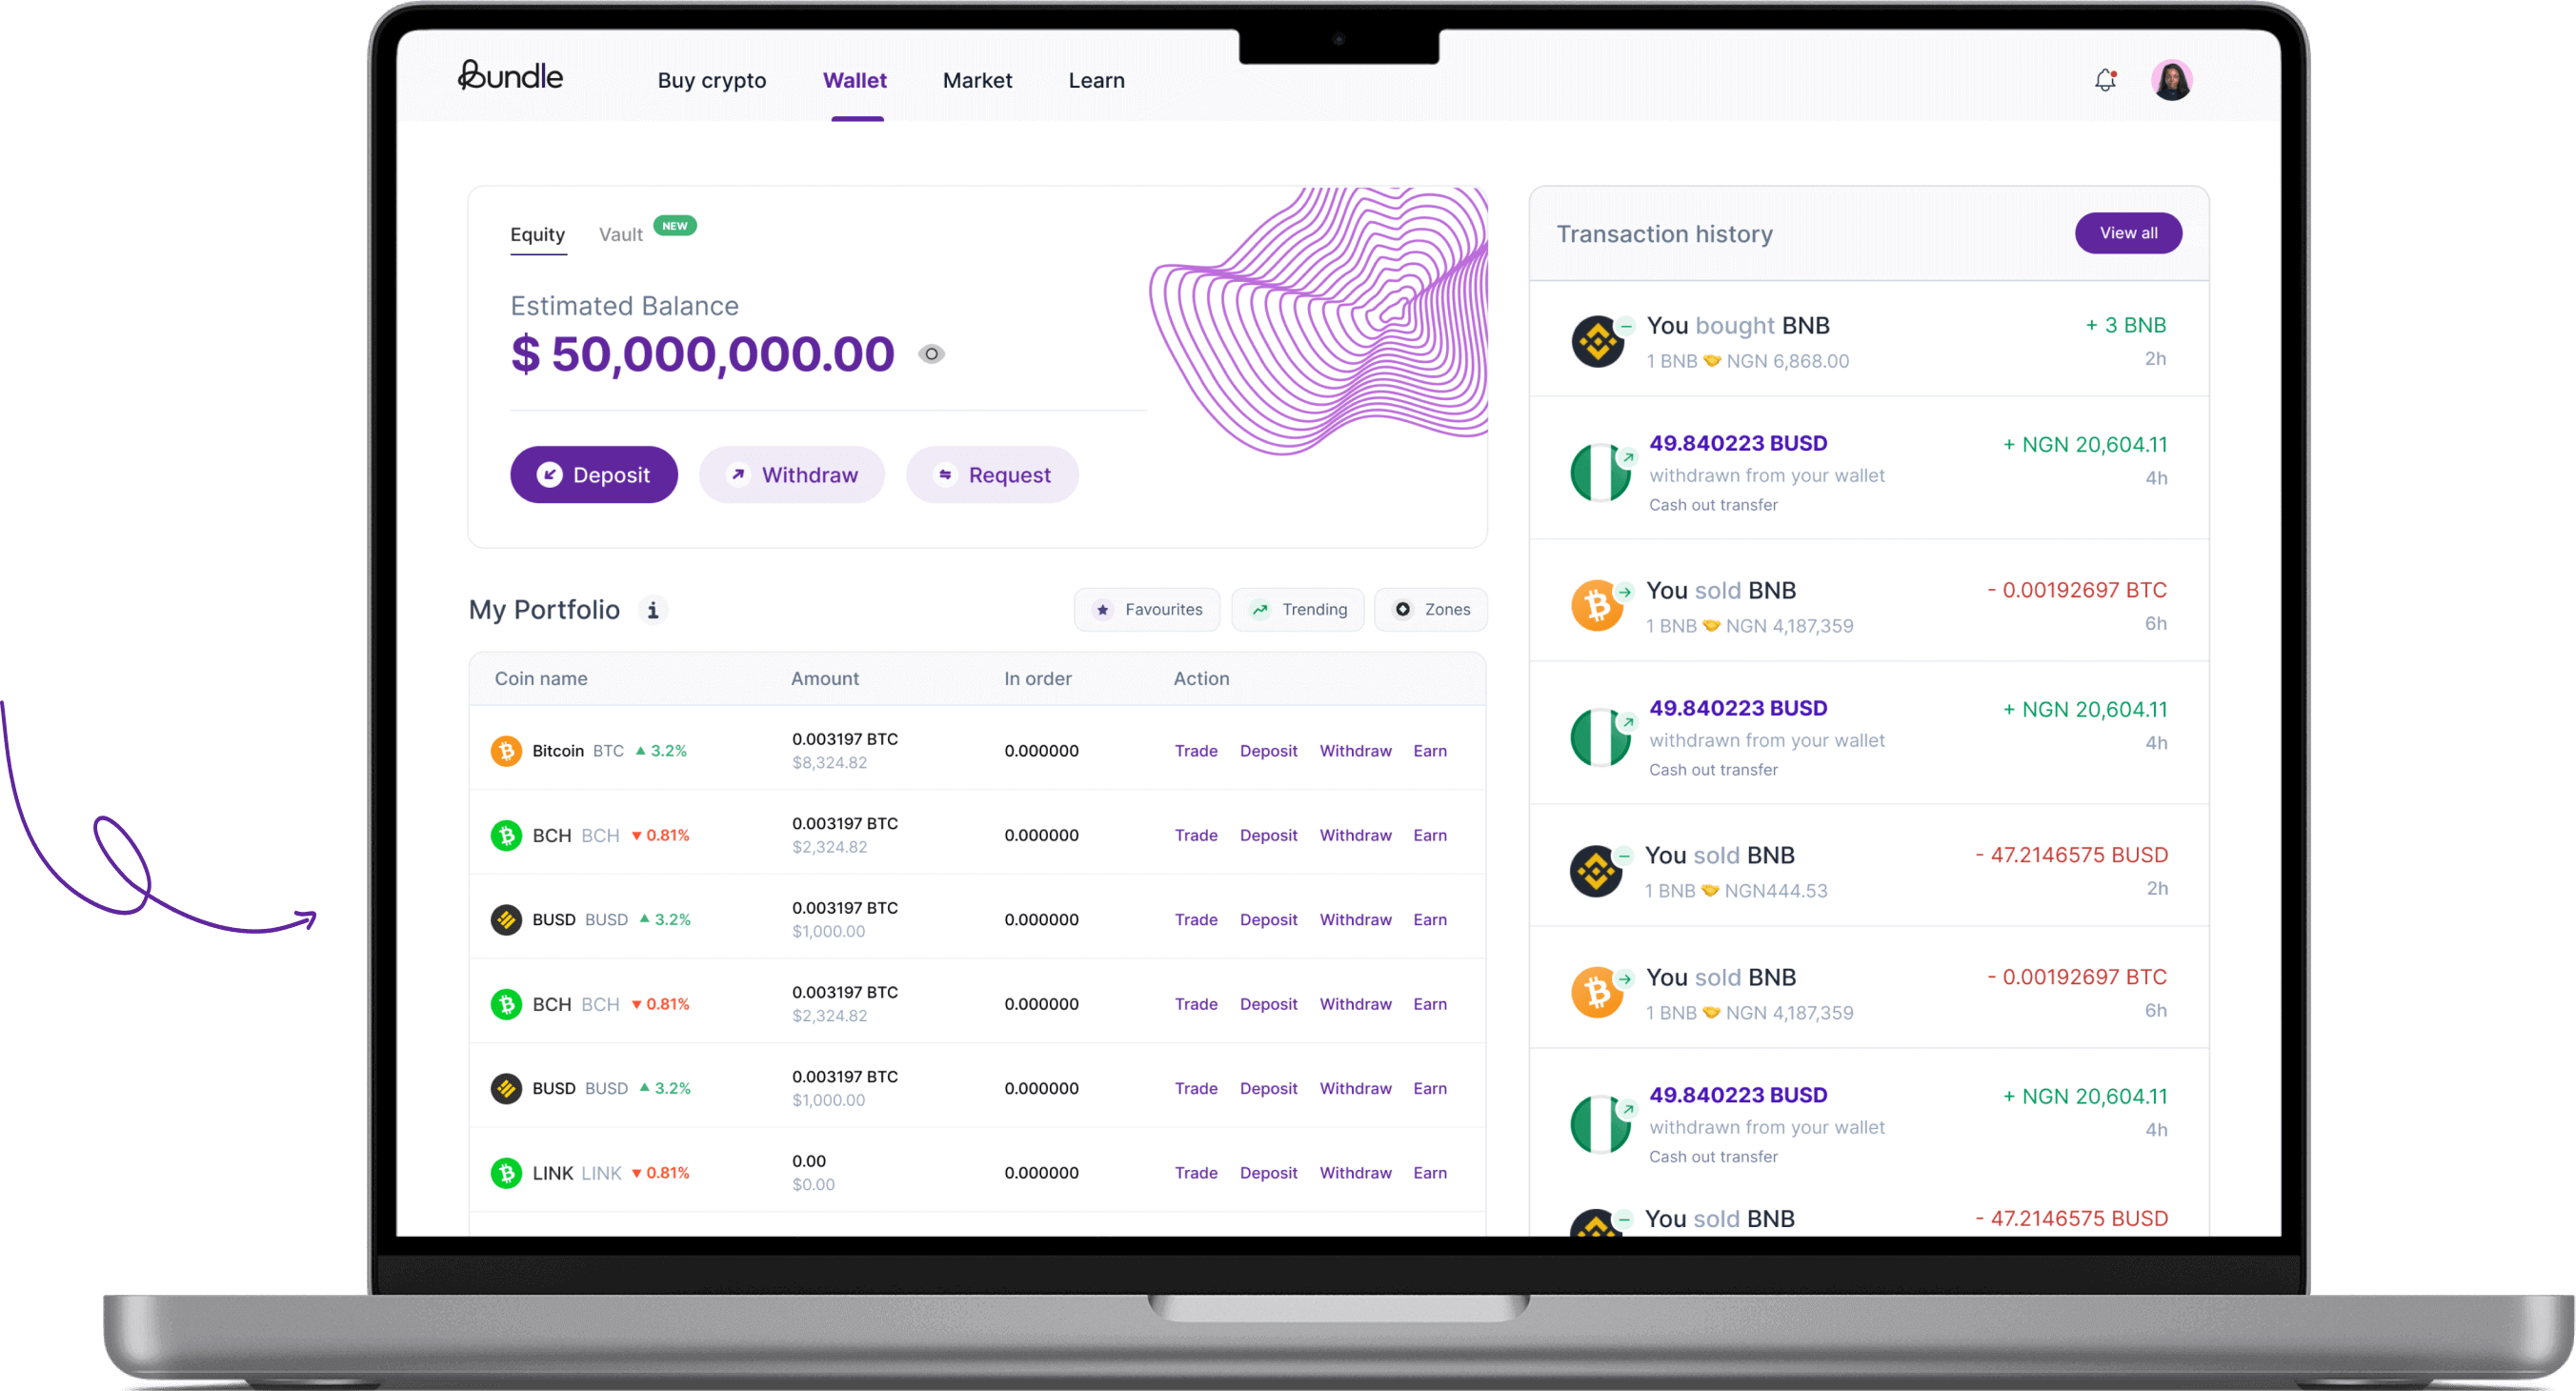 Bundle
Buy crypto Wallet Market Learn
Equity Vault NEW
Estimated Balance
$ 50,000,000.00
Deposit Withdraw Request
My Portfolio i
Favourites Trending Zones
Coin name Amount In order Action
Bitcoin BTC ▲ 3.2% 0.003197 BTC 0.000000 Trade Deposit Withdraw Earn
$8,324.82
BCH BCH ▼ 0.81% 0.003197 BTC 0.000000 Trade Deposit Withdraw Earn
$2,324.82
BUSD BUSD ▲ 3.2% 0.003197 BTC 0.000000 Trade Deposit Withdraw Earn
$1,000.00
BCH BCH ▼ 0.81% 0.003197 BTC 0.000000 Trade Deposit Withdraw Earn
$2,324.82
BUSD BUSD ▲ 3.2% 0.003197 BTC 0.000000 Trade Deposit Withdraw Earn
$1,000.00
LINK LINK ▼ 0.81% 0.00 0.000000 Trade Deposit Withdraw Earn
$0.00
Transaction history View all
You bought BNB + 3 BNB
1 BNB 🤝 NGN 6,868.00 2h
49.840223 BUSD + NGN 20,604.11
withdrawn from your wallet 4h
Cash out transfer
You sold BNB - 0.00192697 BTC
1 BNB 🤝 NGN 4,187,359 6h
49.840223 BUSD + NGN 20,604.11
withdrawn from your wallet 4h
Cash out transfer
You sold BNB - 47.2146575 BUSD
1 BNB 🤝 NGN444.53 2h
You sold BNB - 0.00192697 BTC
1 BNB 🤝 NGN 4,187,359 6h
49.840223 BUSD + NGN 20,604.11
withdrawn from your wallet 4h
Cash out transfer
You sold BNB - 47.2146575 BUSD